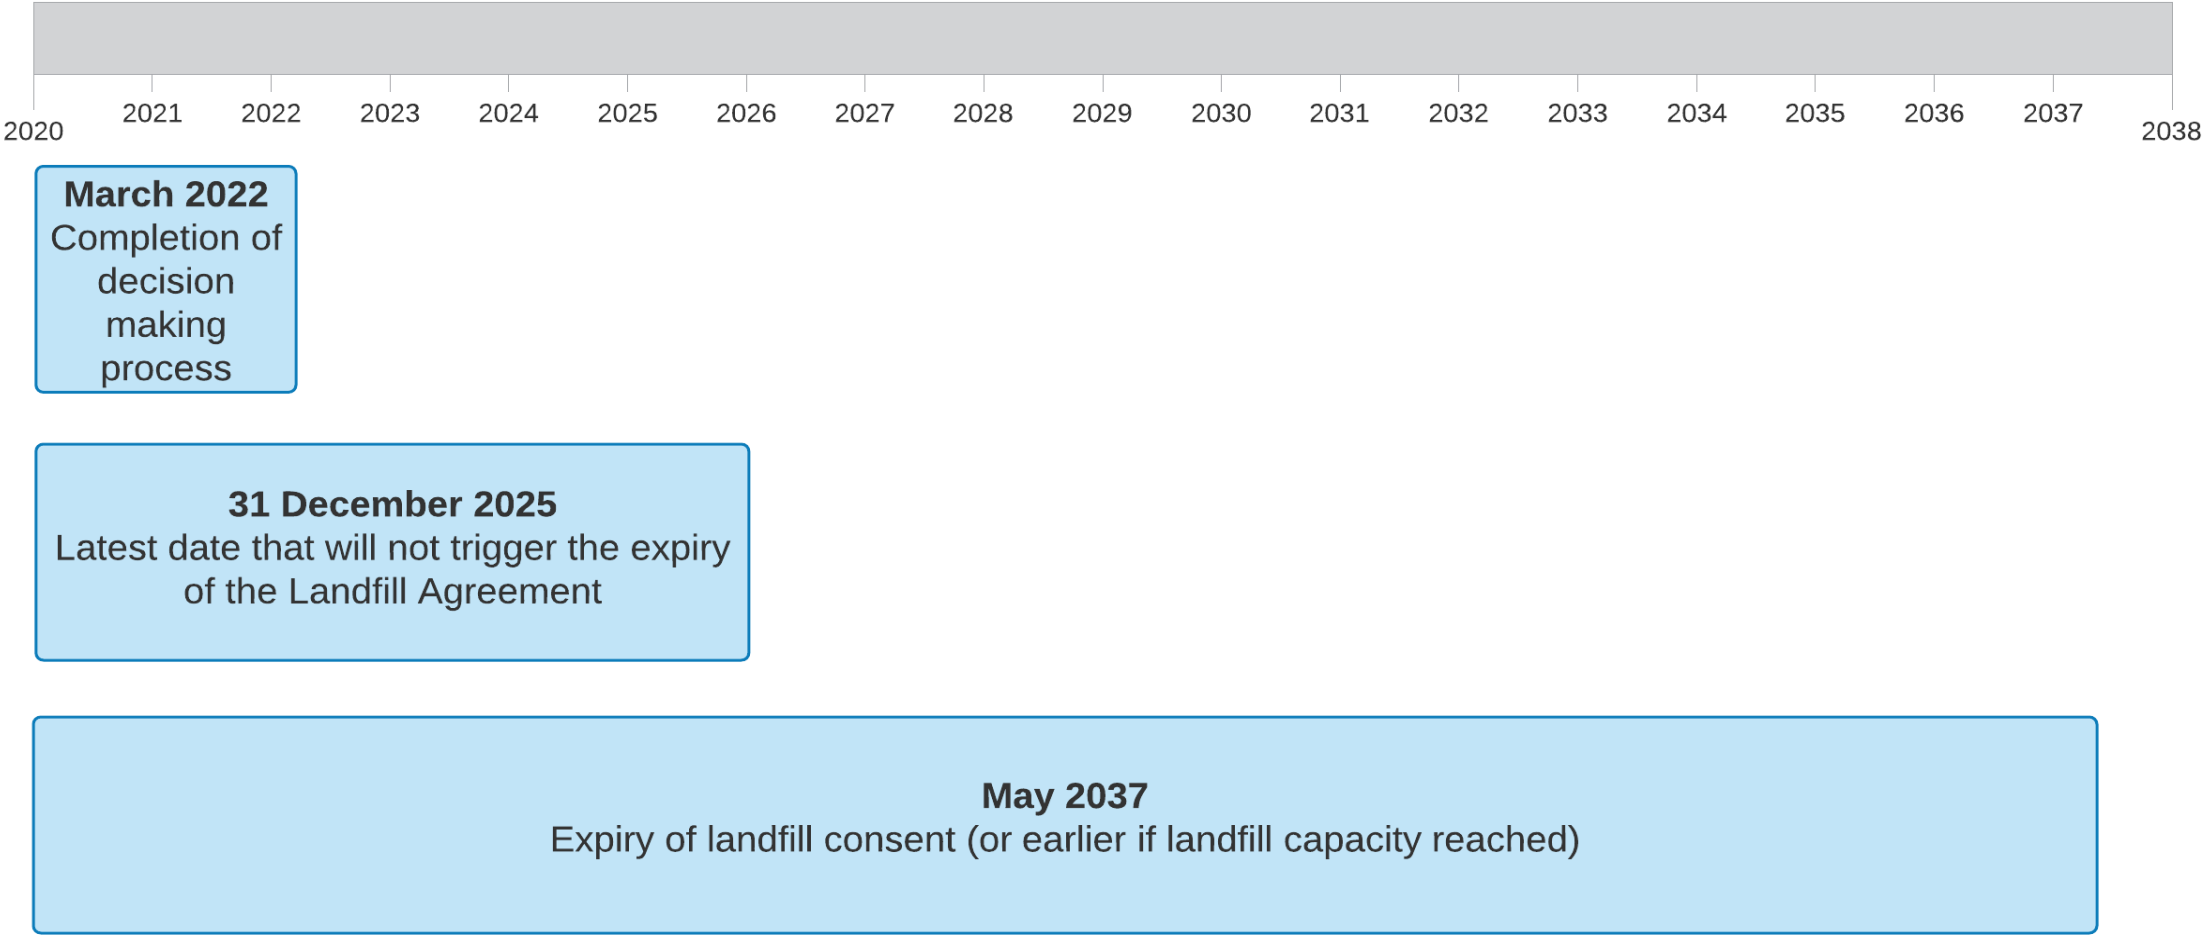 2020 2021 2022 2023 2024 2025 2026 2027 2028 2029 2030 2031 2032 2033 2034 2035 2036 2037 2038
March 2022
Completion of
decision
making
process
31 December 2025
Latest date that will not trigger the expiry
of the Landfill Agreement
May 2037
Expiry of landfill consent (or earlier if landfill capacity reached)